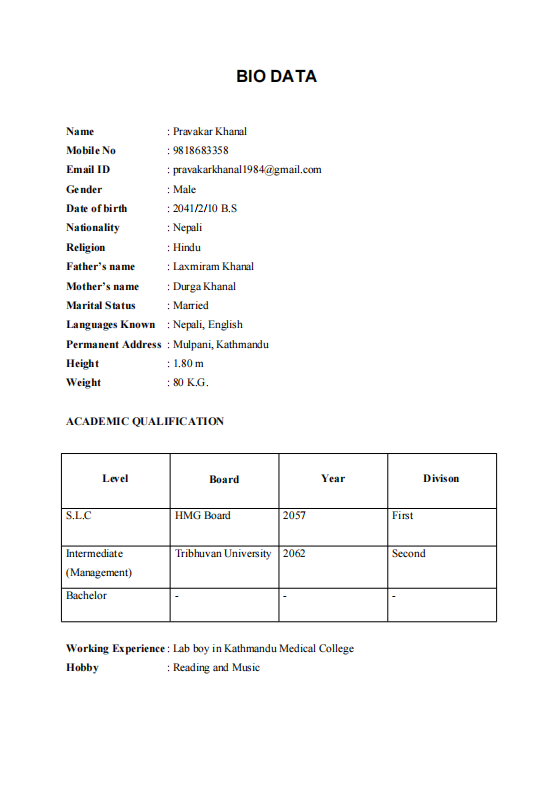 BIO DATA
Name : Pravakar Khanal
Mobile No : 9818683358
Email ID : pravakarkhanal1984@gmail.com
Gender : Male
Date of birth : 2041/2/10 B.S
Nationality : Nepali
Religion : Hindu
Father's name : Laxmiram Khanal
Mother's name : Durga Khanal
Marital Status : Married
Languages Known : Nepali, English
Permanent Address : Mulpani, Kathmandu
Height : 1.80 m
Weight : 80 K.G.
ACADEMIC QUALIFICATION
Level Board Year Divison
S.L.C HMG Board 2057 First
Intermediate Tribhuvan University 2062 Second
(Management)
Bachelor - - -
Working Experience : Lab boy in Kathmandu Medical College
Hobby : Reading and Music